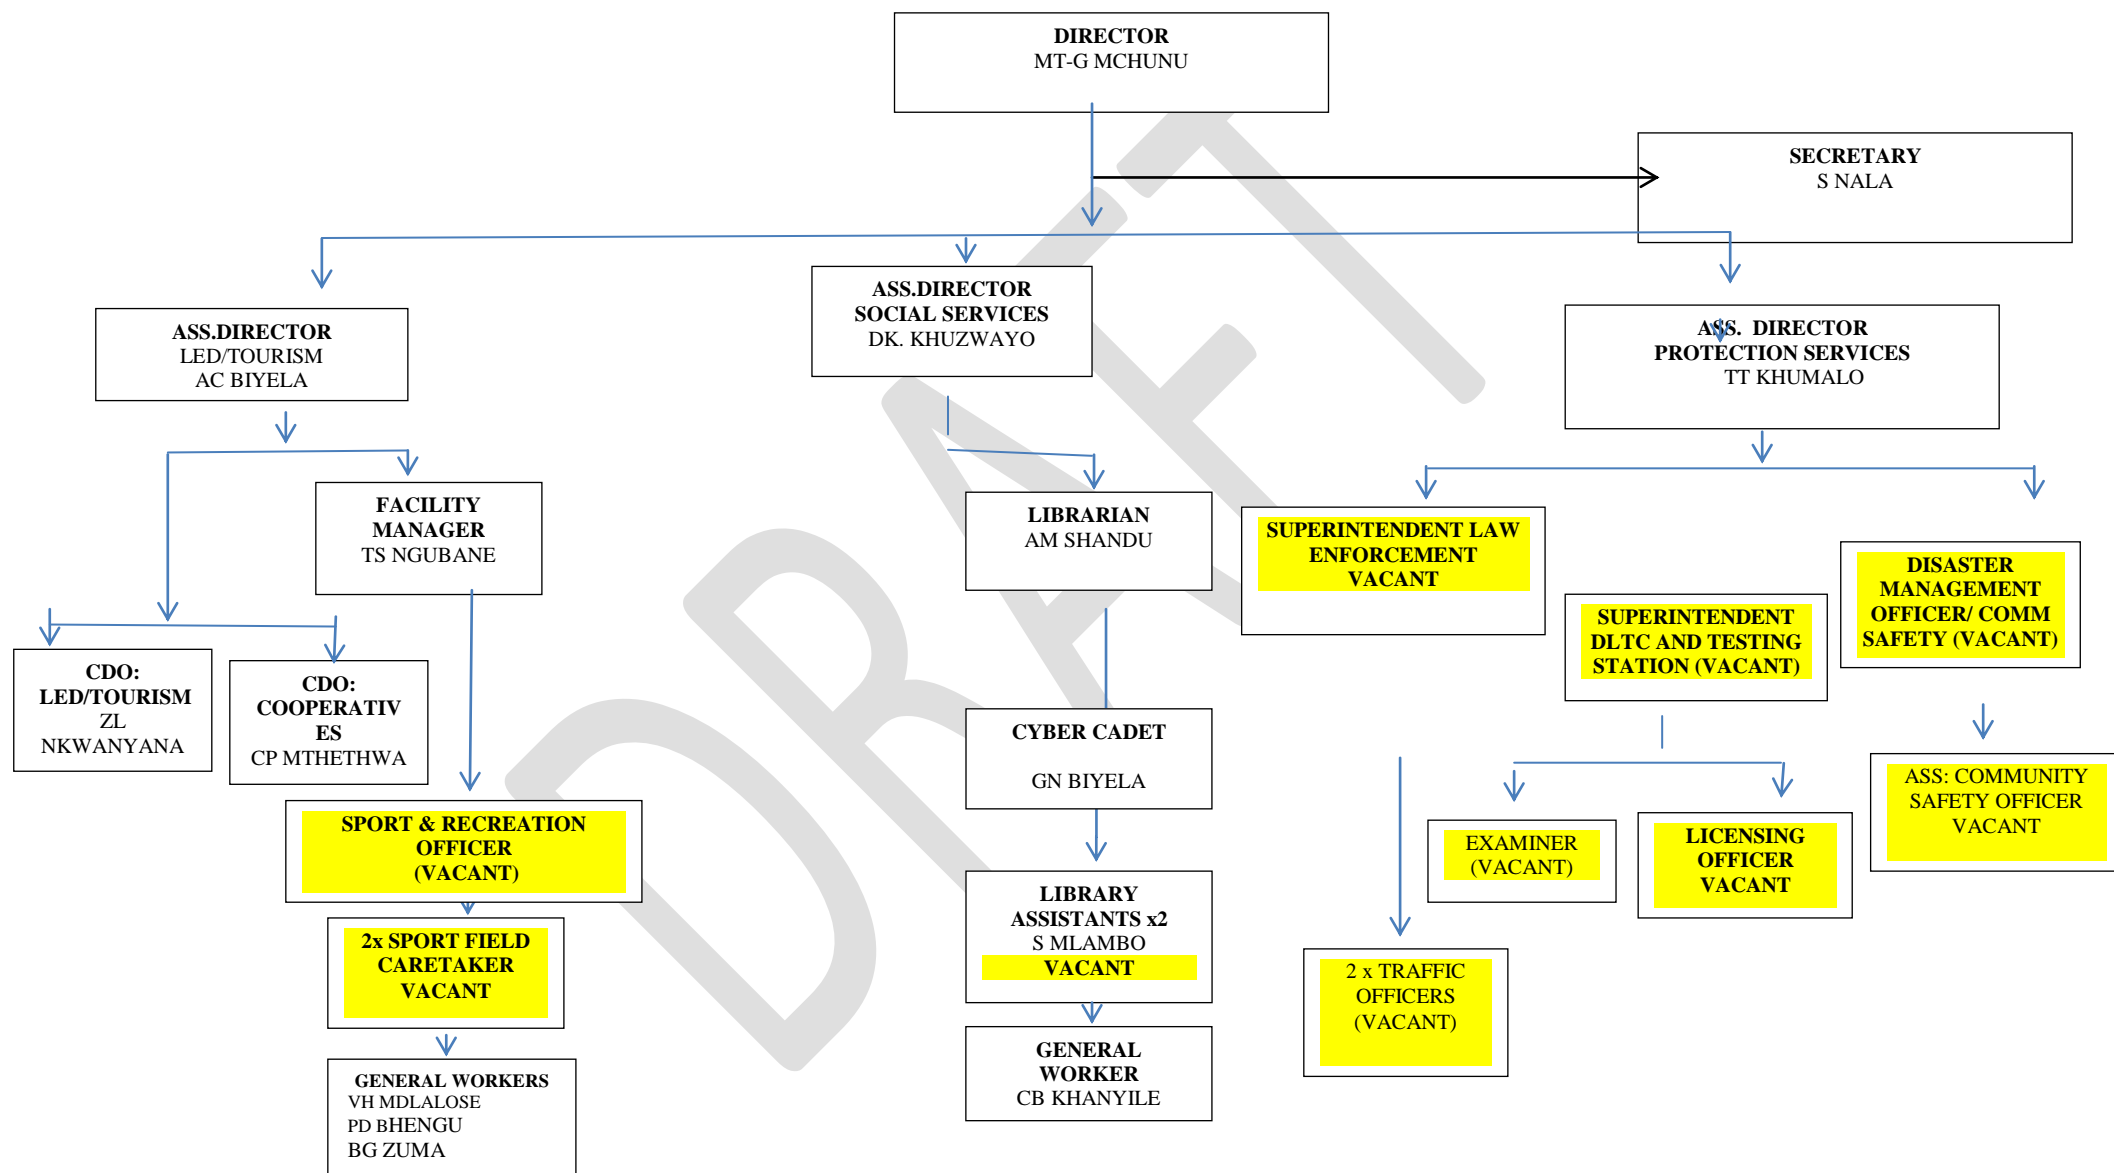 DIRECTOR
MT-G MCHUNU
SECRETARY
S NALA
ASS.DIRECTOR
LED/TOURISM
AC BIYELA
ASS.DIRECTOR
SOCIAL SERVICES
DK. KHUZWAYO
ASS. DIRECTOR
PROTECTION SERVICES
TT KHUMALO
FACILITY
MANAGER
TS NGUBANE
LIBRARIAN
AM SHANDU
SUPERINTENDENT LAW
ENFORCEMENT
VACANT
SUPERINTENDENT
DLTC AND TESTING
STATION (VACANT)
DISASTER
MANAGEMENT
OFFICER/ COMM
SAFETY (VACANT)
CDO:
LED/TOURISM
ZL
NKWANYANA
CDO:
COOPERATIV
ES
CP MTHETHWA
CYBER CADET
GN BIYELA
SPORT & RECREATION
OFFICER
(VACANT)
EXAMINER
(VACANT)
LICENSING
OFFICER
VACANT
ASS: COMMUNITY
SAFETY OFFICER
VACANT
LIBRARY
ASSISTANTS x2
S MLAMBO
VACANT
2x SPORT FIELD
CARETAKER
VACANT
2 x TRAFFIC
OFFICERS
(VACANT)
GENERAL WORKERS
VH MDLALOSE
PD BHENGU
BG ZUMA
GENERAL
WORKER
CB KHANYILE
DRAFT